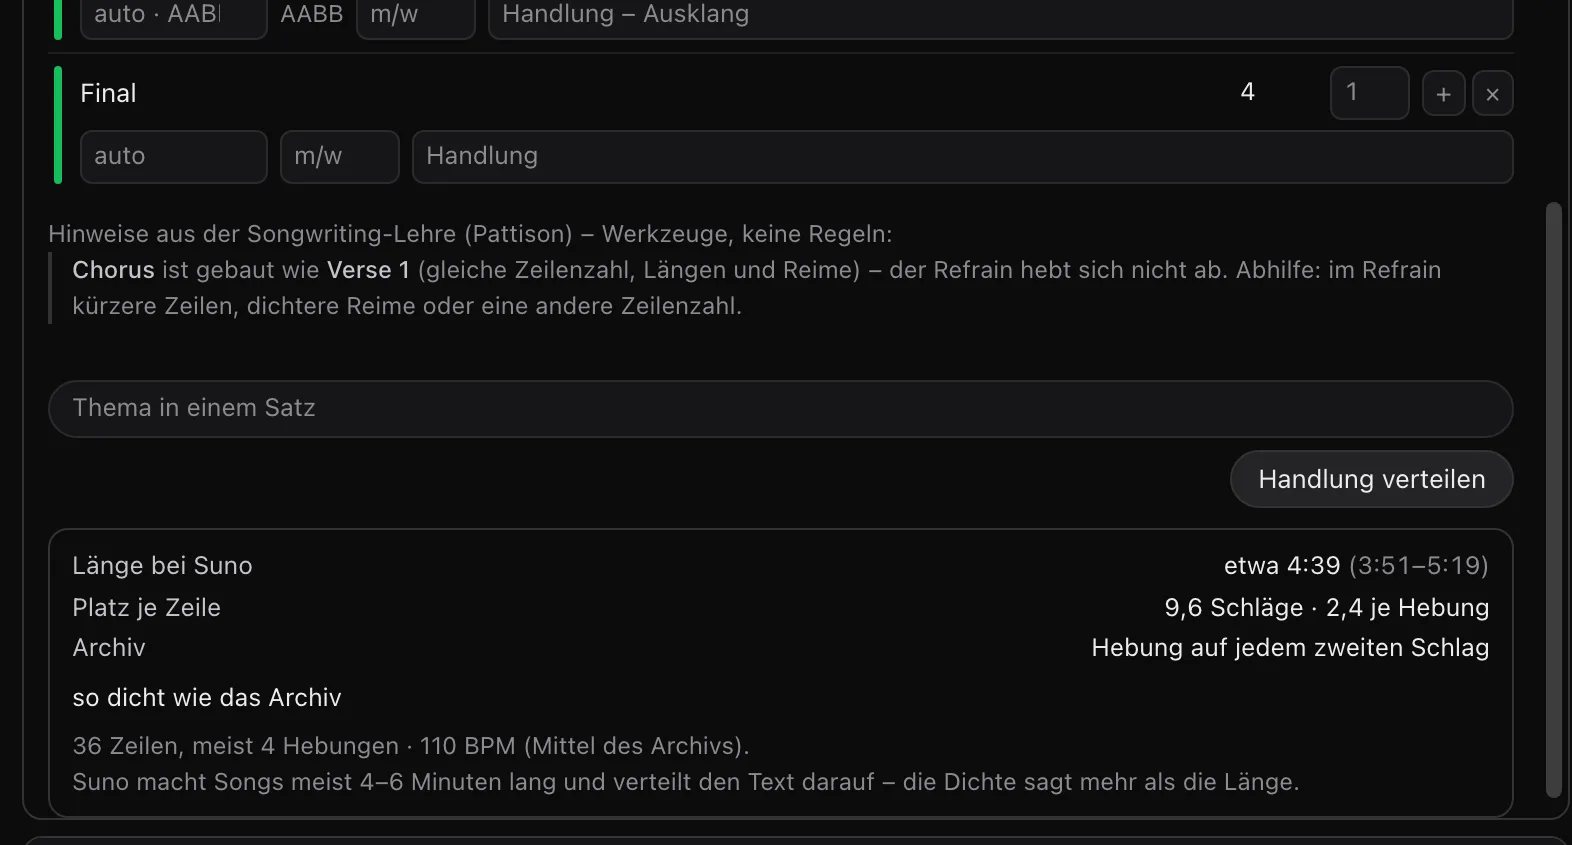 auto · AAB
AABB
m/w
Handlung – Ausklang
Final
4
1
+
×
auto
m/w
Handlung
Hinweise aus der Songwriting-Lehre (Pattison) – Werkzeuge, keine Regeln:
Chorus ist gebaut wie Verse 1 (gleiche Zeilenzahl, Längen und Reime) – der Refrain hebt sich nicht ab. Abhilfe: im Refrain
kürzere Zeilen, dichtere Reime oder eine andere Zeilenzahl.
Thema in einem Satz
Handlung verteilen
Länge bei Suno etwa 4:39 (3:51–5:19)
Platz je Zeile 9,6 Schläge · 2,4 je Hebung
Archiv Hebung auf jedem zweiten Schlag
so dicht wie das Archiv
36 Zeilen, meist 4 Hebungen · 110 BPM (Mittel des Archivs).
Suno macht Songs meist 4–6 Minuten lang und verteilt den Text darauf – die Dichte sagt mehr als die Länge.